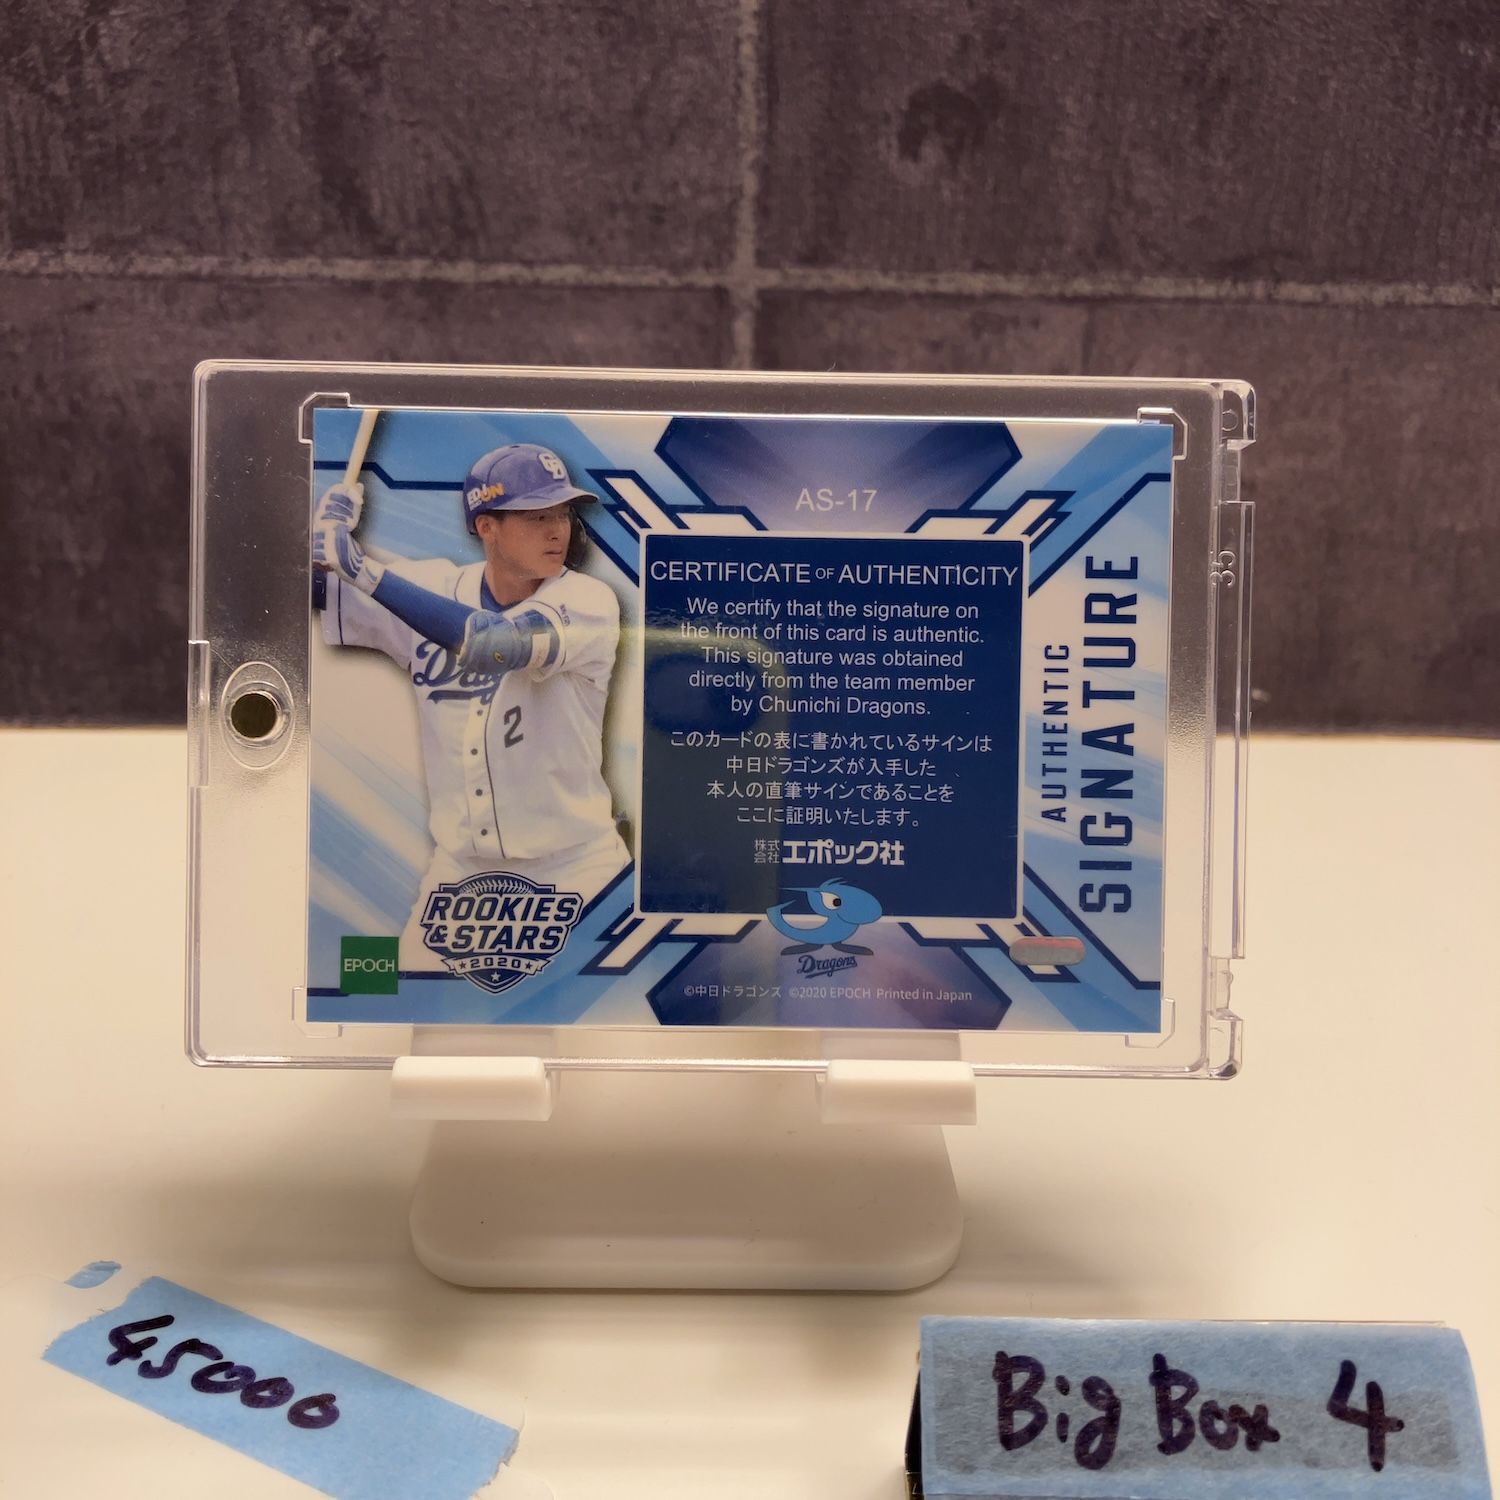 AS-17
CERTIFICATE OF AUTHENTICITY
We certify that the signature on
the front of this card is authentic.
This signature was obtained
directly from the team member
by Chunichi Dragons.
このカードの表に書かれているサインは
中日ドラゴンズが入手した
本人の直筆サインであることを
ここに証明いたします。
株式会社エポック社
Dragons
©中日ドラゴンズ ©2020 EPOCH Printed in Japan
AUTHENTIC
SIGNATURE
EDION
Dragons
2
ROOKIES
& STARS
2020
EPOCH
35
45000
Big Box 4